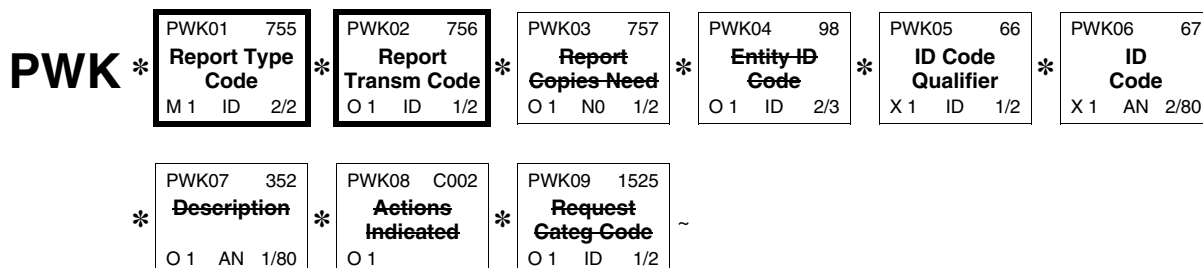 PWK * PWK01 755 * PWK02 756 * PWK03 757 * PWK04 98 * PWK05 66 * PWK06 67
Report Type Report Report Entity ID ID Code ID
Code Transm Code Copies Need Code Qualifier Code
M 1 ID 2/2 O 1 ID 1/2 O 1 N0 1/2 O 1 ID 2/3 X 1 ID 1/2 X 1 AN 2/80
* PWK07 352 * PWK08 C002 * PWK09 1525 ~
Description Actions Request
Indicated Categ Code
O 1 AN 1/80 O 1 O 1 ID 1/2